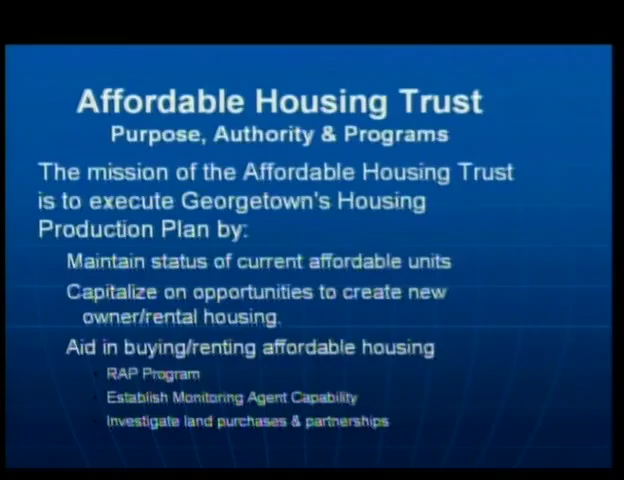 Affordable Housing Trust
Purpose, Authority & Programs
The mission of the Affordable Housing Trust
is to execute Georgetown's Housing
Production Plan by:
Maintain status of current affordable units
Capitalize on opportunities to create new
owner/rental housing.
Aid in buying/renting affordable housing
RAP Program
Establish Monitoring Agent Capability
Investigate land purchases & partnerships